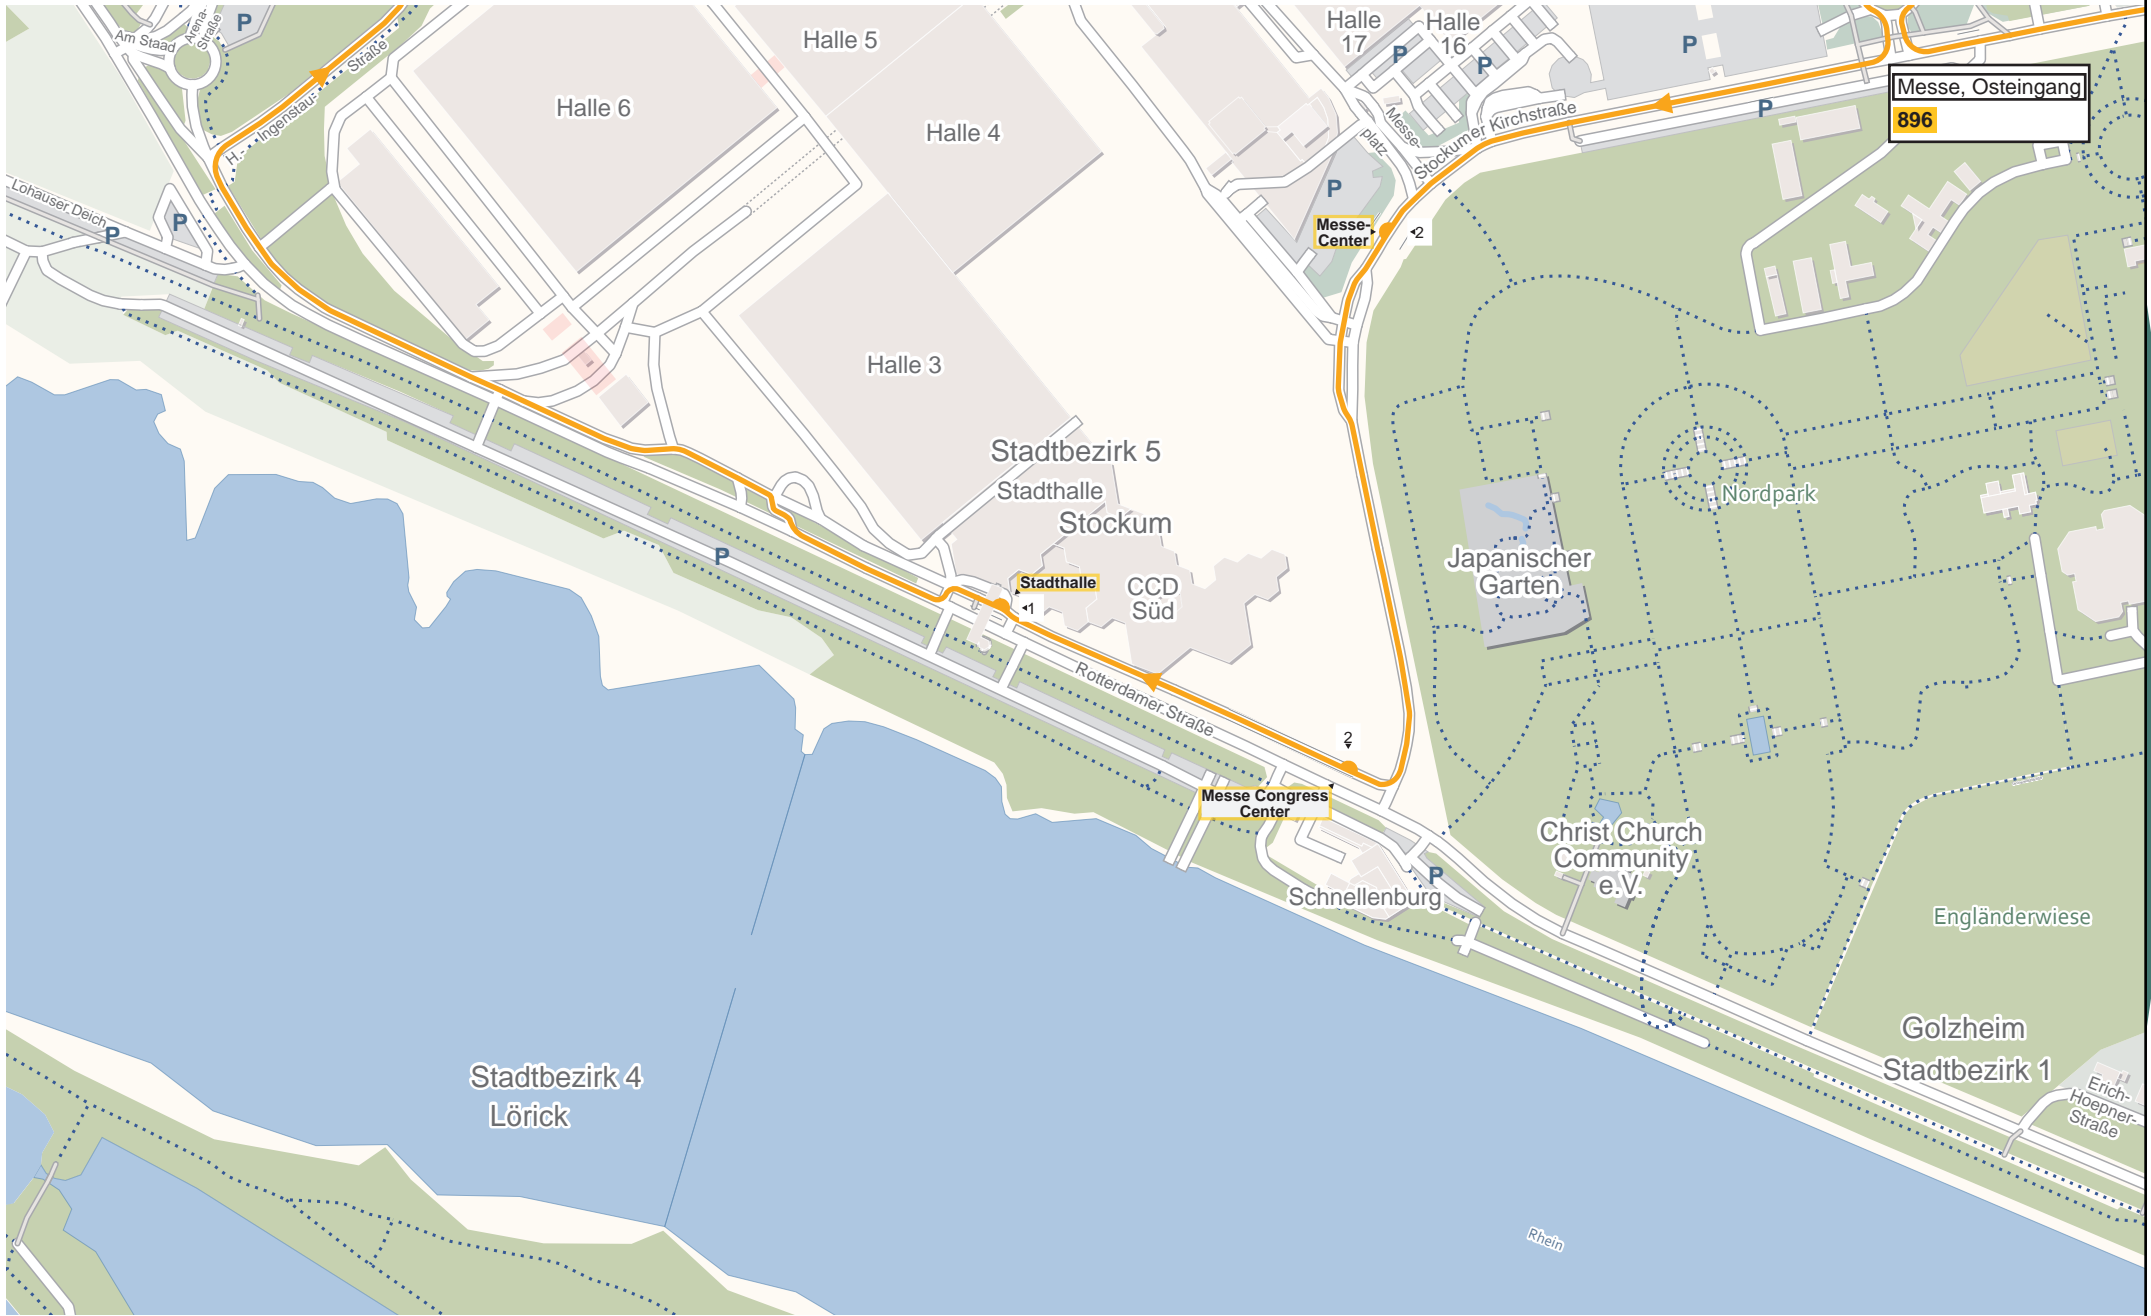 P
Am Staad
Arena-
Straße
H.-
Ingenstau-
Straße
Halle 5
Halle
17
Halle
16
P
P
P
P
Messe, Osteingang
896
Halle 6
Halle 4
Messe-
platz
Stockumer Kirchstraße
P
Lohauser Deich
P
P
Messe-
Center
2
Halle 3
Stadtbezirk 5
Stadthalle
Stockum
Nordpark
P
Japanischer
Garten
Stadthalle
1
CCD
Süd
Rotterdamer Straße
2
Messe Congress
Center
Christ Church
Community
e.V.
P
Schnellenburg
Engländerwiese
Golzheim
Stadtbezirk 1
Stadtbezirk 4
Lörick
Erich-
Hoepner-
Straße
Rhein